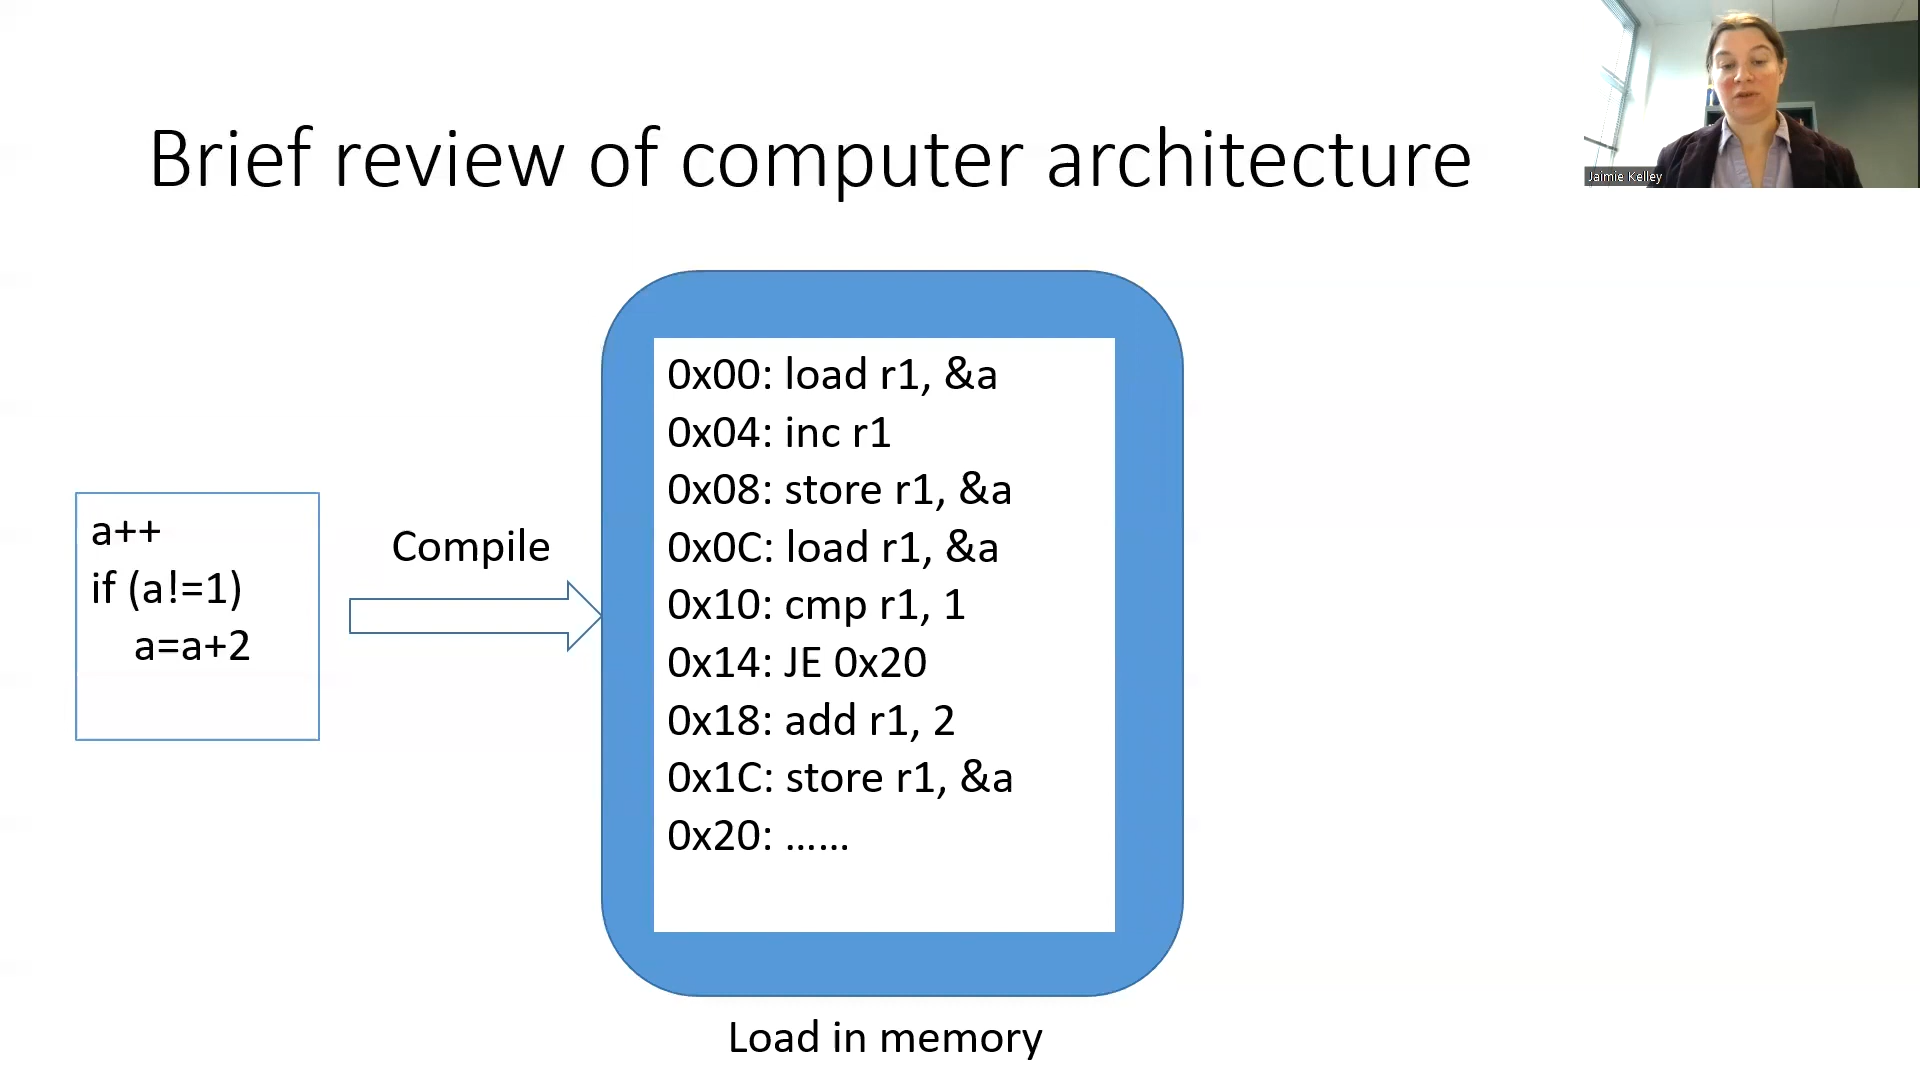 Brief review of computer architecture
Jaimie Kelley
a++
if (a!=1)
a=a+2
Compile
0x00: load r1, &a
0x04: inc r1
0x08: store r1, &a
0x0C: load r1, &a
0x10: cmp r1, 1
0x14: JE 0x20
0x18: add r1, 2
0x1C: store r1, &a
0x20: ......
Load in memory